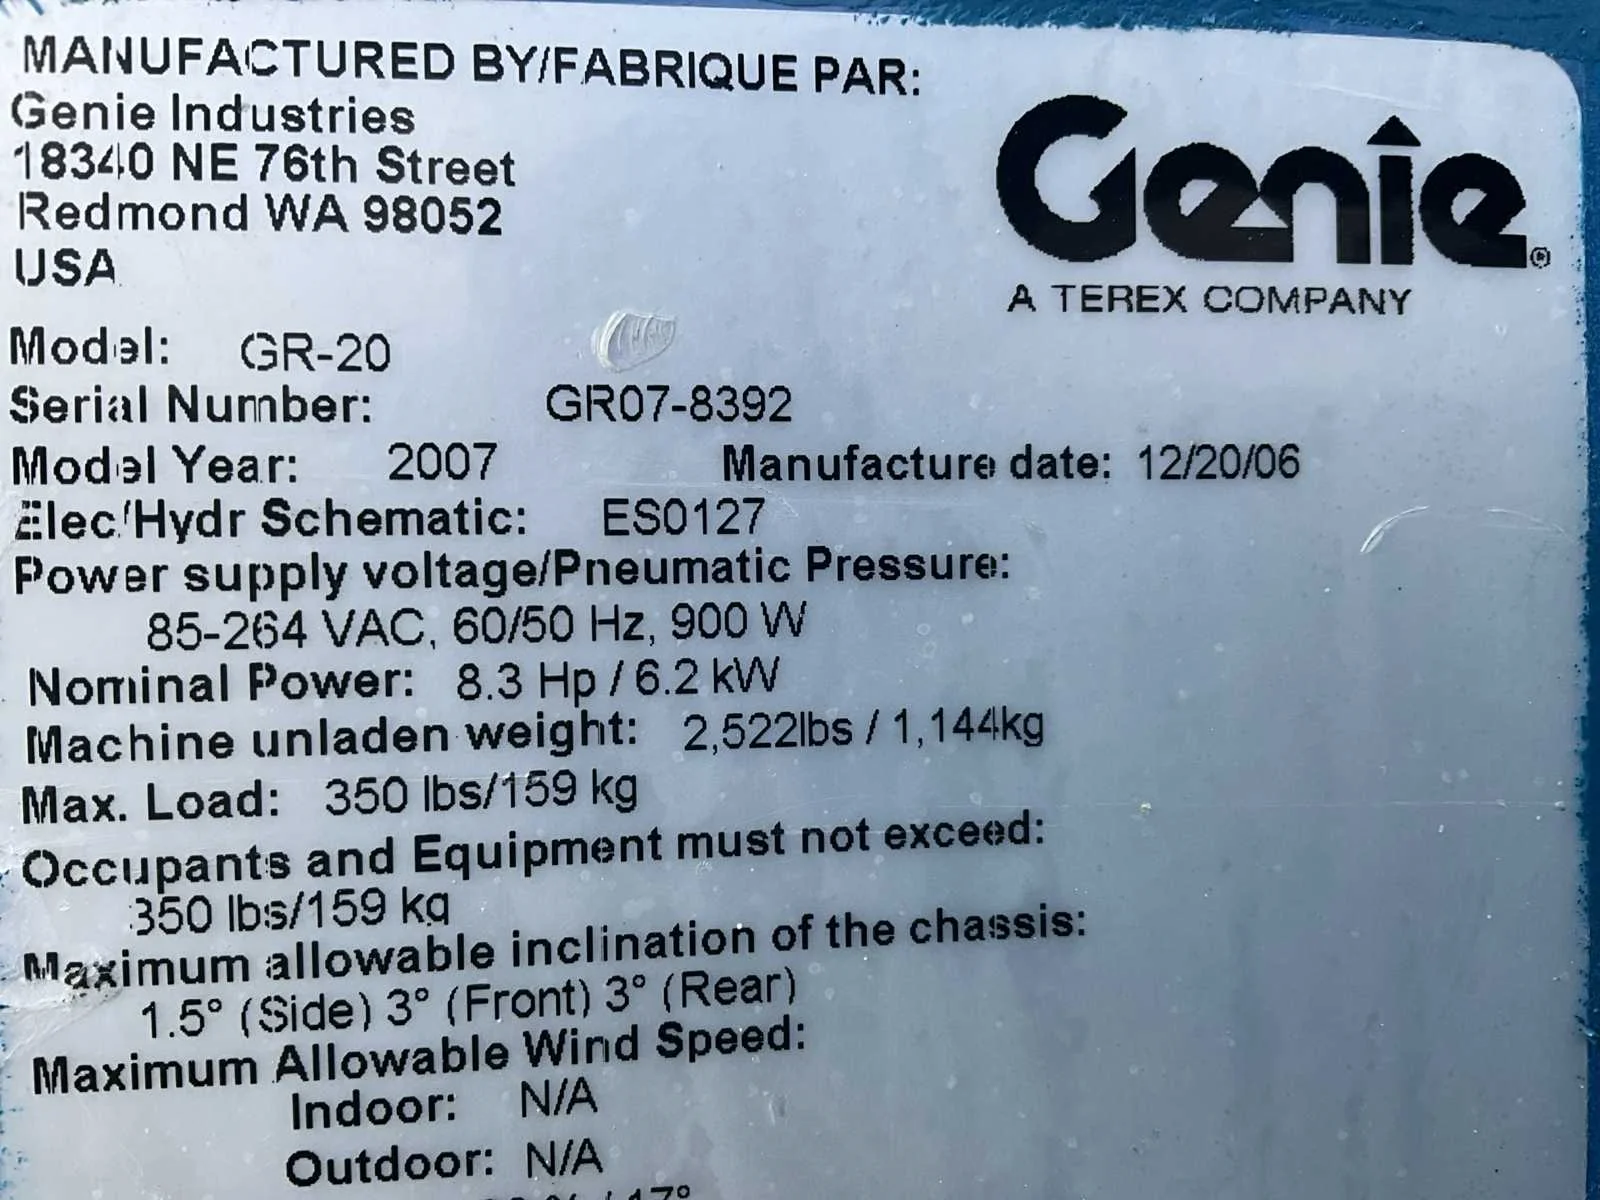 MANUFACTURED BY/FABRIQUE PAR:
Genie Industries
18340 NE 76th Street
Redmond WA 98052
USA
Genie®
A TEREX COMPANY
Model: GR-20
Serial Number: GR07-8392
Model Year: 2007 Manufacture date: 12/20/06
Elec/Hydr Schematic: ES0127
Power supply voltage/Pneumatic Pressure:
85-264 VAC, 60/50 Hz, 900 W
Nominal Power: 8.3 Hp / 6.2 kW
Machine unladen weight: 2,522lbs / 1,144kg
Max. Load: 350 lbs/159 kg
Occupants and Equipment must not exceed:
350 lbs/159 kg
Maximum allowable inclination of the chassis:
1.5° (Side) 3° (Front) 3° (Rear)
Maximum Allowable Wind Speed:
Indoor: N/A
Outdoor: N/A